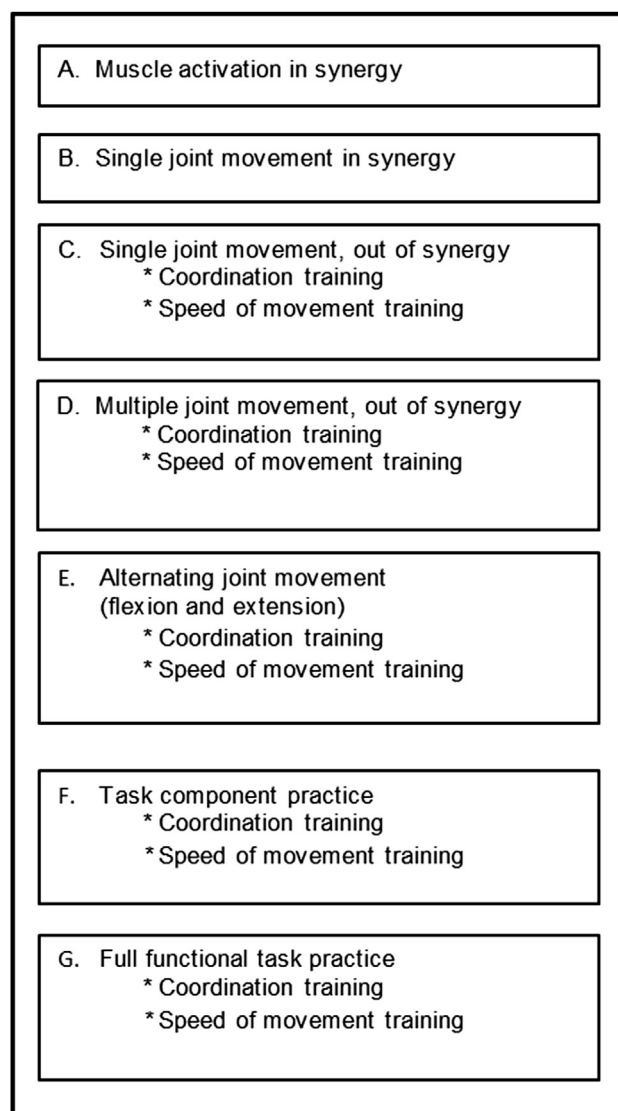 A. Muscle activation in synergy
B. Single joint movement in synergy
C. Single joint movement, out of synergy
* Coordination training
* Speed of movement training
D. Multiple joint movement, out of synergy
* Coordination training
* Speed of movement training
E. Alternating joint movement
(flexion and extension)
* Coordination training
* Speed of movement training
F. Task component practice
* Coordination training
* Speed of movement training
G. Full functional task practice
* Coordination training
* Speed of movement training